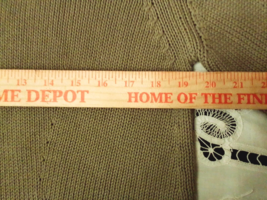 13 14 15 16 17 18 19 20 21
ME DEPOT HOME OF THE FIN